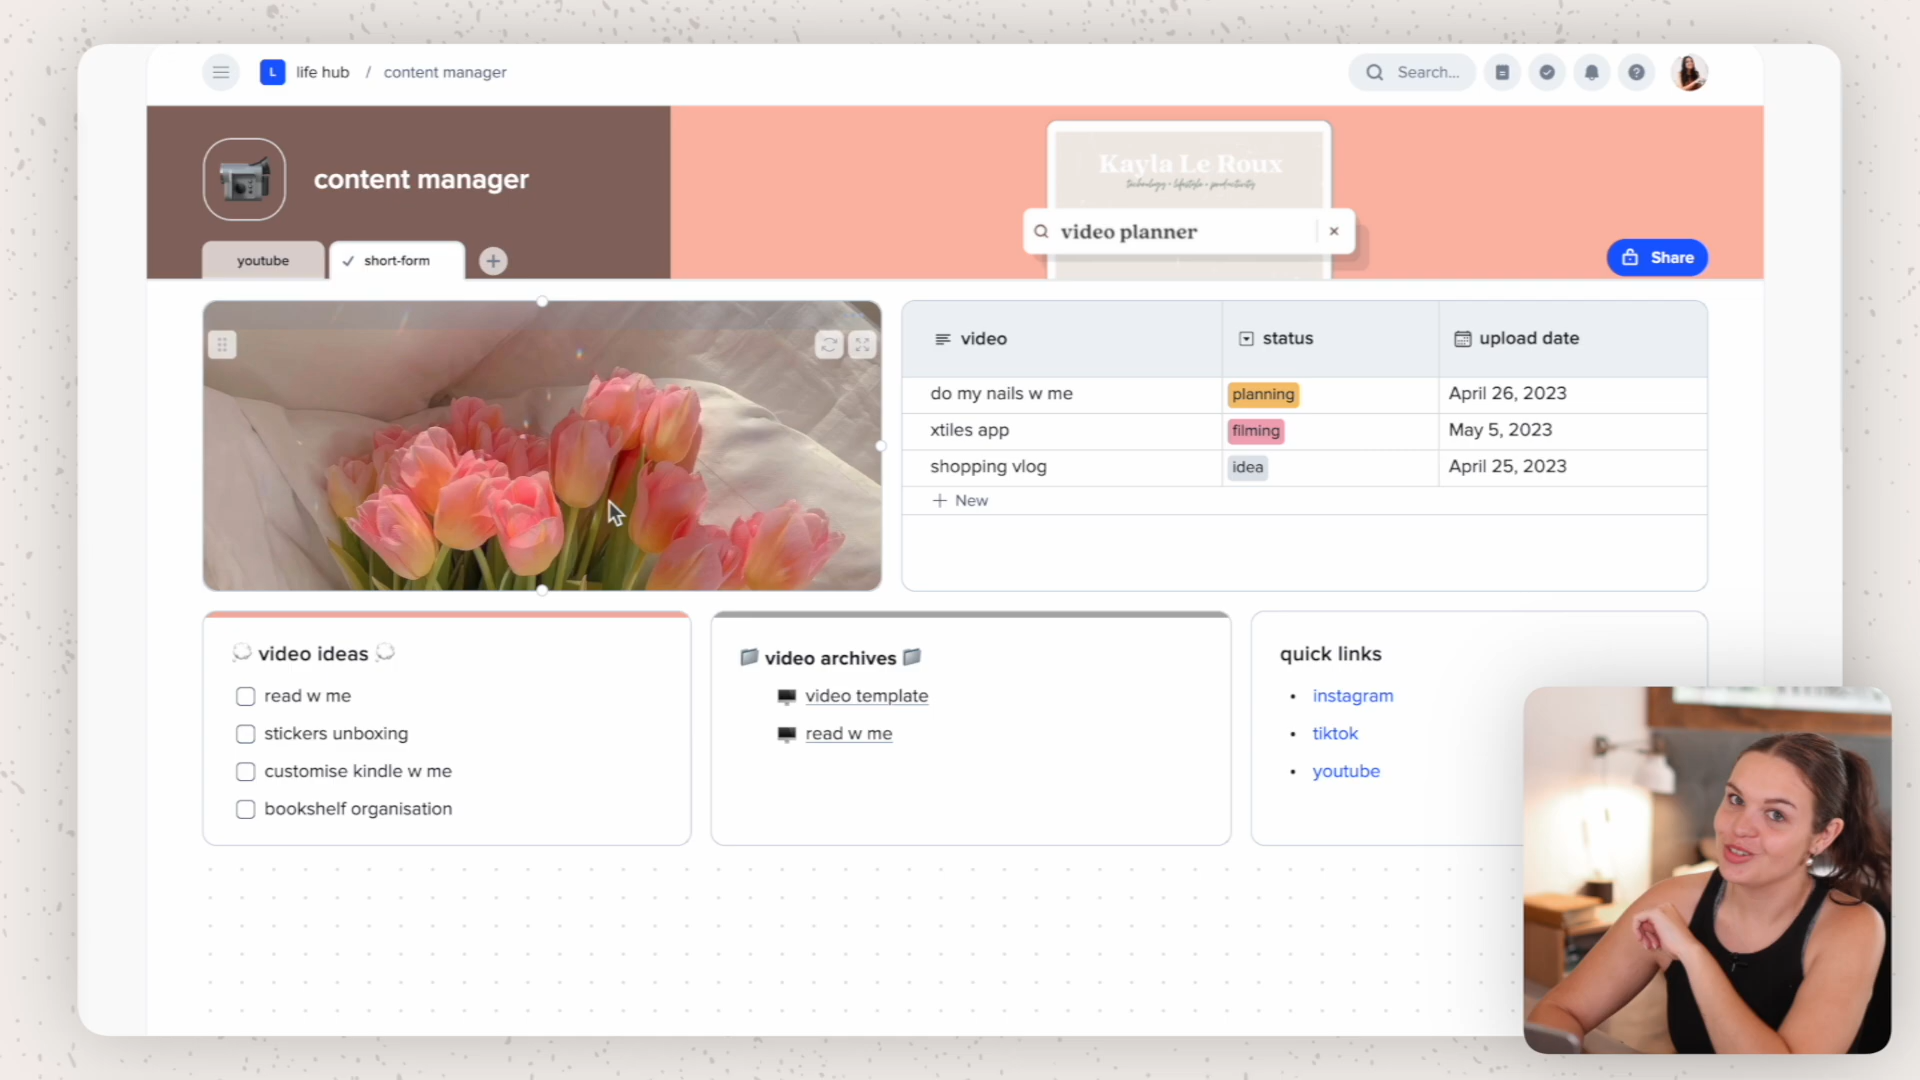 L life hub / content manager
Search...
content manager
Kayla Le Roux
technology • lifestyle • productivity
video planner
youtube
short-form
Share
video status upload date
do my nails w me planning April 26, 2023
xtiles app filming May 5, 2023
shopping vlog idea April 25, 2023
+ New
video ideas
read w me
stickers unboxing
customise kindle w me
bookshelf organisation
video archives
video template
read w me
quick links
• instagram
• tiktok
• youtube